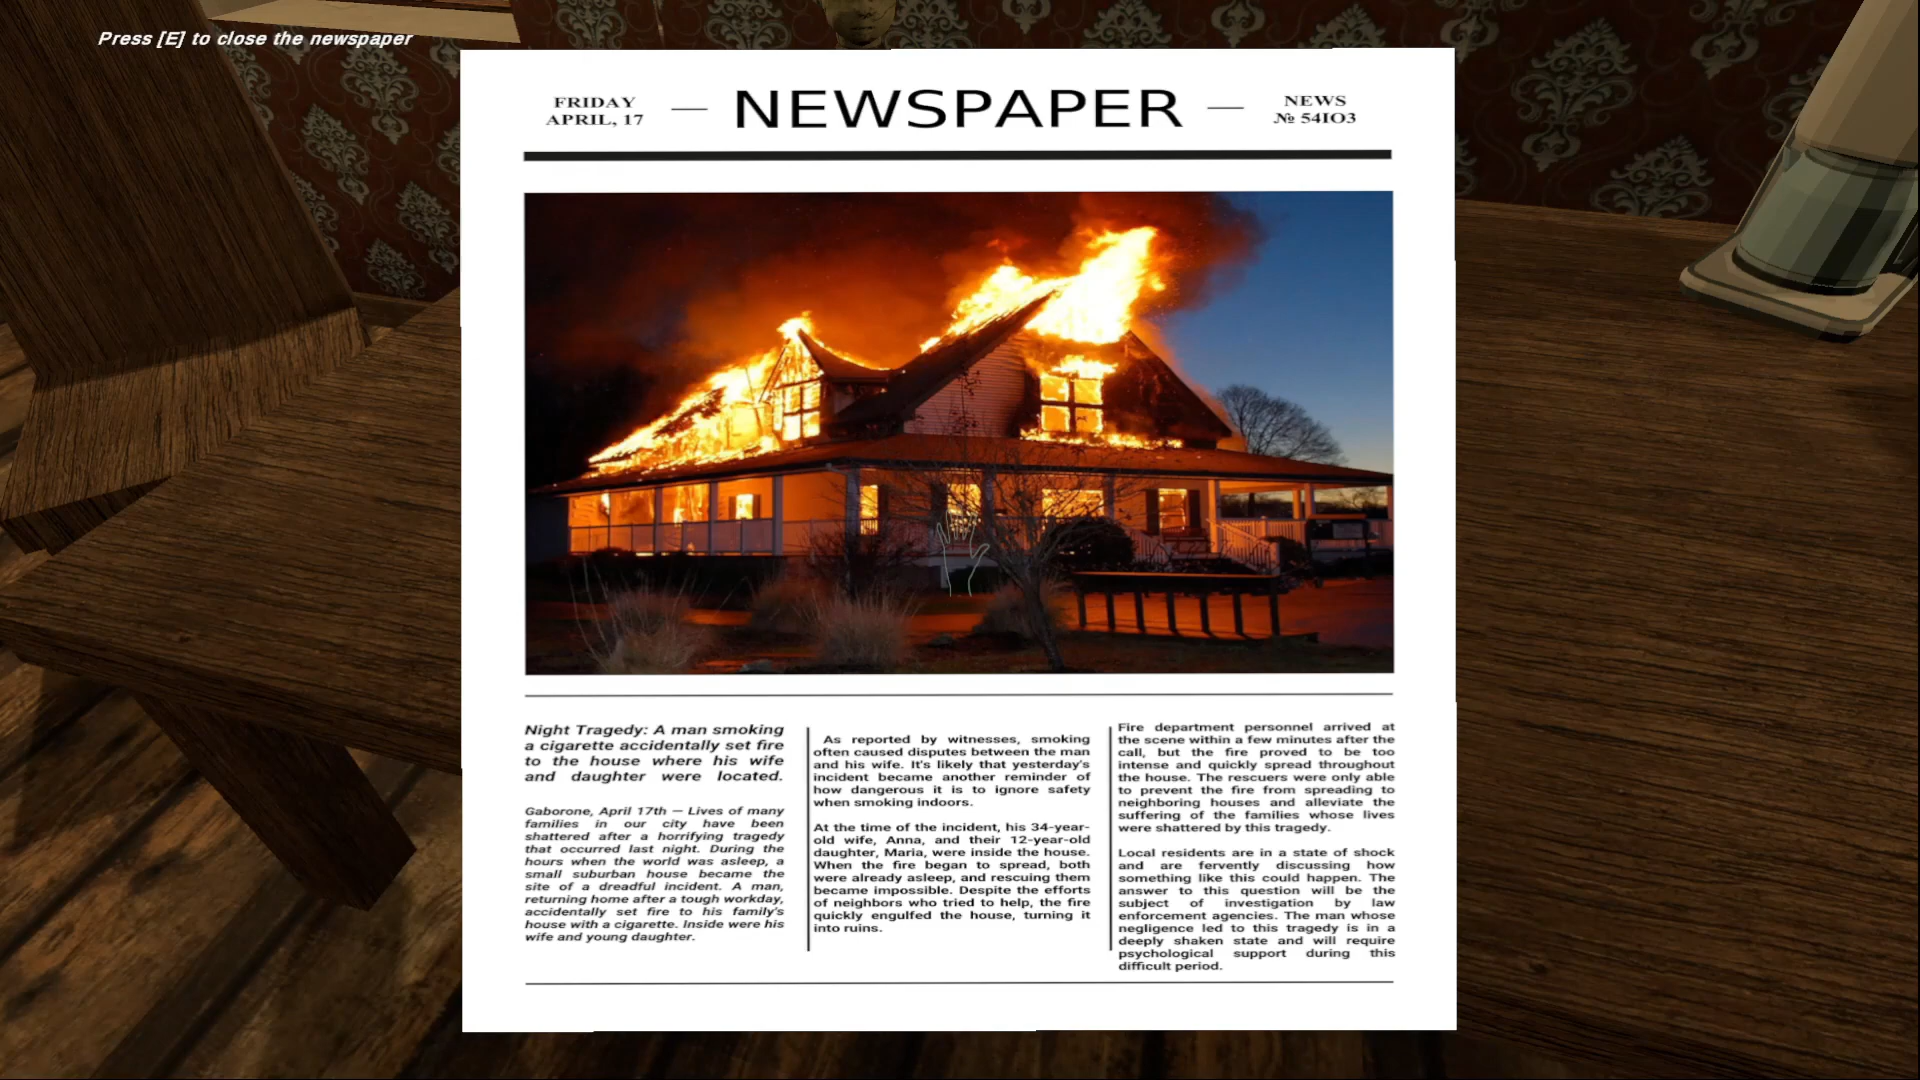 Press [E] to close the newspaper
FRIDAY
APRIL, 17
NEWSPAPER
NEWS
№ 54IO3
Night Tragedy: A man smoking
a cigarette accidentally set fire
to the house where his wife
and daughter were located.
Gaborone, April 17th — Lives of many
families in our city have been
shattered after a horrifying tragedy
that occurred last night. During the
hours when the world was asleep, a
small suburban house became the
site of a dreadful incident. A man,
returning home after a tough workday,
accidentally set fire to his family's
house with a cigarette. Inside were his
wife and young daughter.
As reported by witnesses, smoking
often caused disputes between the man
and his wife. It's likely that yesterday's
incident became another reminder of
how dangerous it is to ignore safety
when smoking indoors.
At the time of the incident, his 34-year-
old wife, Anna, and their 12-year-old
daughter, Maria, were inside the house.
When the fire began to spread, both
were already asleep, and rescuing them
became impossible. Despite the efforts
of neighbors who tried to help, the fire
quickly engulfed the house, turning it
into ruins.
Fire department personnel arrived at
the scene within a few minutes after the
call, but the fire proved to be too
intense and quickly spread throughout
the house. The rescuers were only able
to prevent the fire from spreading to
neighboring houses and alleviate the
suffering of the families whose lives
were shattered by this tragedy.
Local residents are in a state of shock
and are fervently discussing how
something like this could happen. The
answer to this question will be the
subject of investigation by law
enforcement agencies. The man whose
negligence led to this tragedy is in a
deeply shaken state and will require
psychological support during this
difficult period.